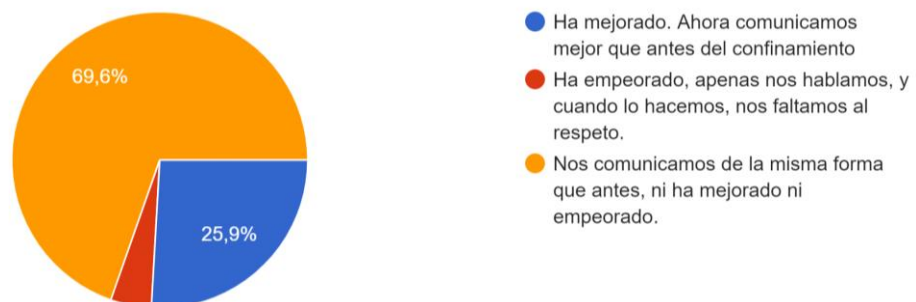 69,6%
25,9%
Ha mejorado. Ahora comunicamos
mejor que antes del confinamiento
Ha empeorado, apenas nos hablamos, y
cuando lo hacemos, nos faltamos al
respeto.
Nos comunicamos de la misma forma
que antes, ni ha mejorado ni
empeorado.